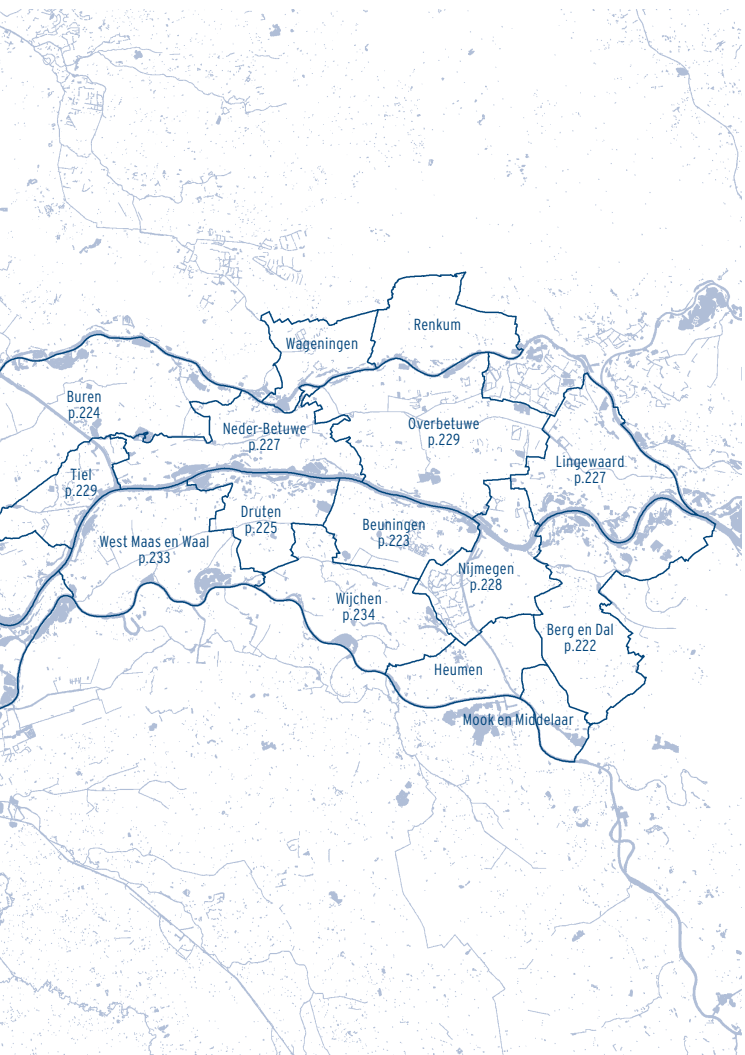 Renkum
Wageningen
Buren
p.224
Neder-Betuwe
p.227
Overbetuwe
p.229
Lingewaard
p.227
Tiel
p.229
Druten
p.225
Beuningen
p.223
West Maas en Waal
p.233
Nijmegen
p.228
Wijchen
p.234
Berg en Dal
p.222
Heumen
Mook en Middelaar